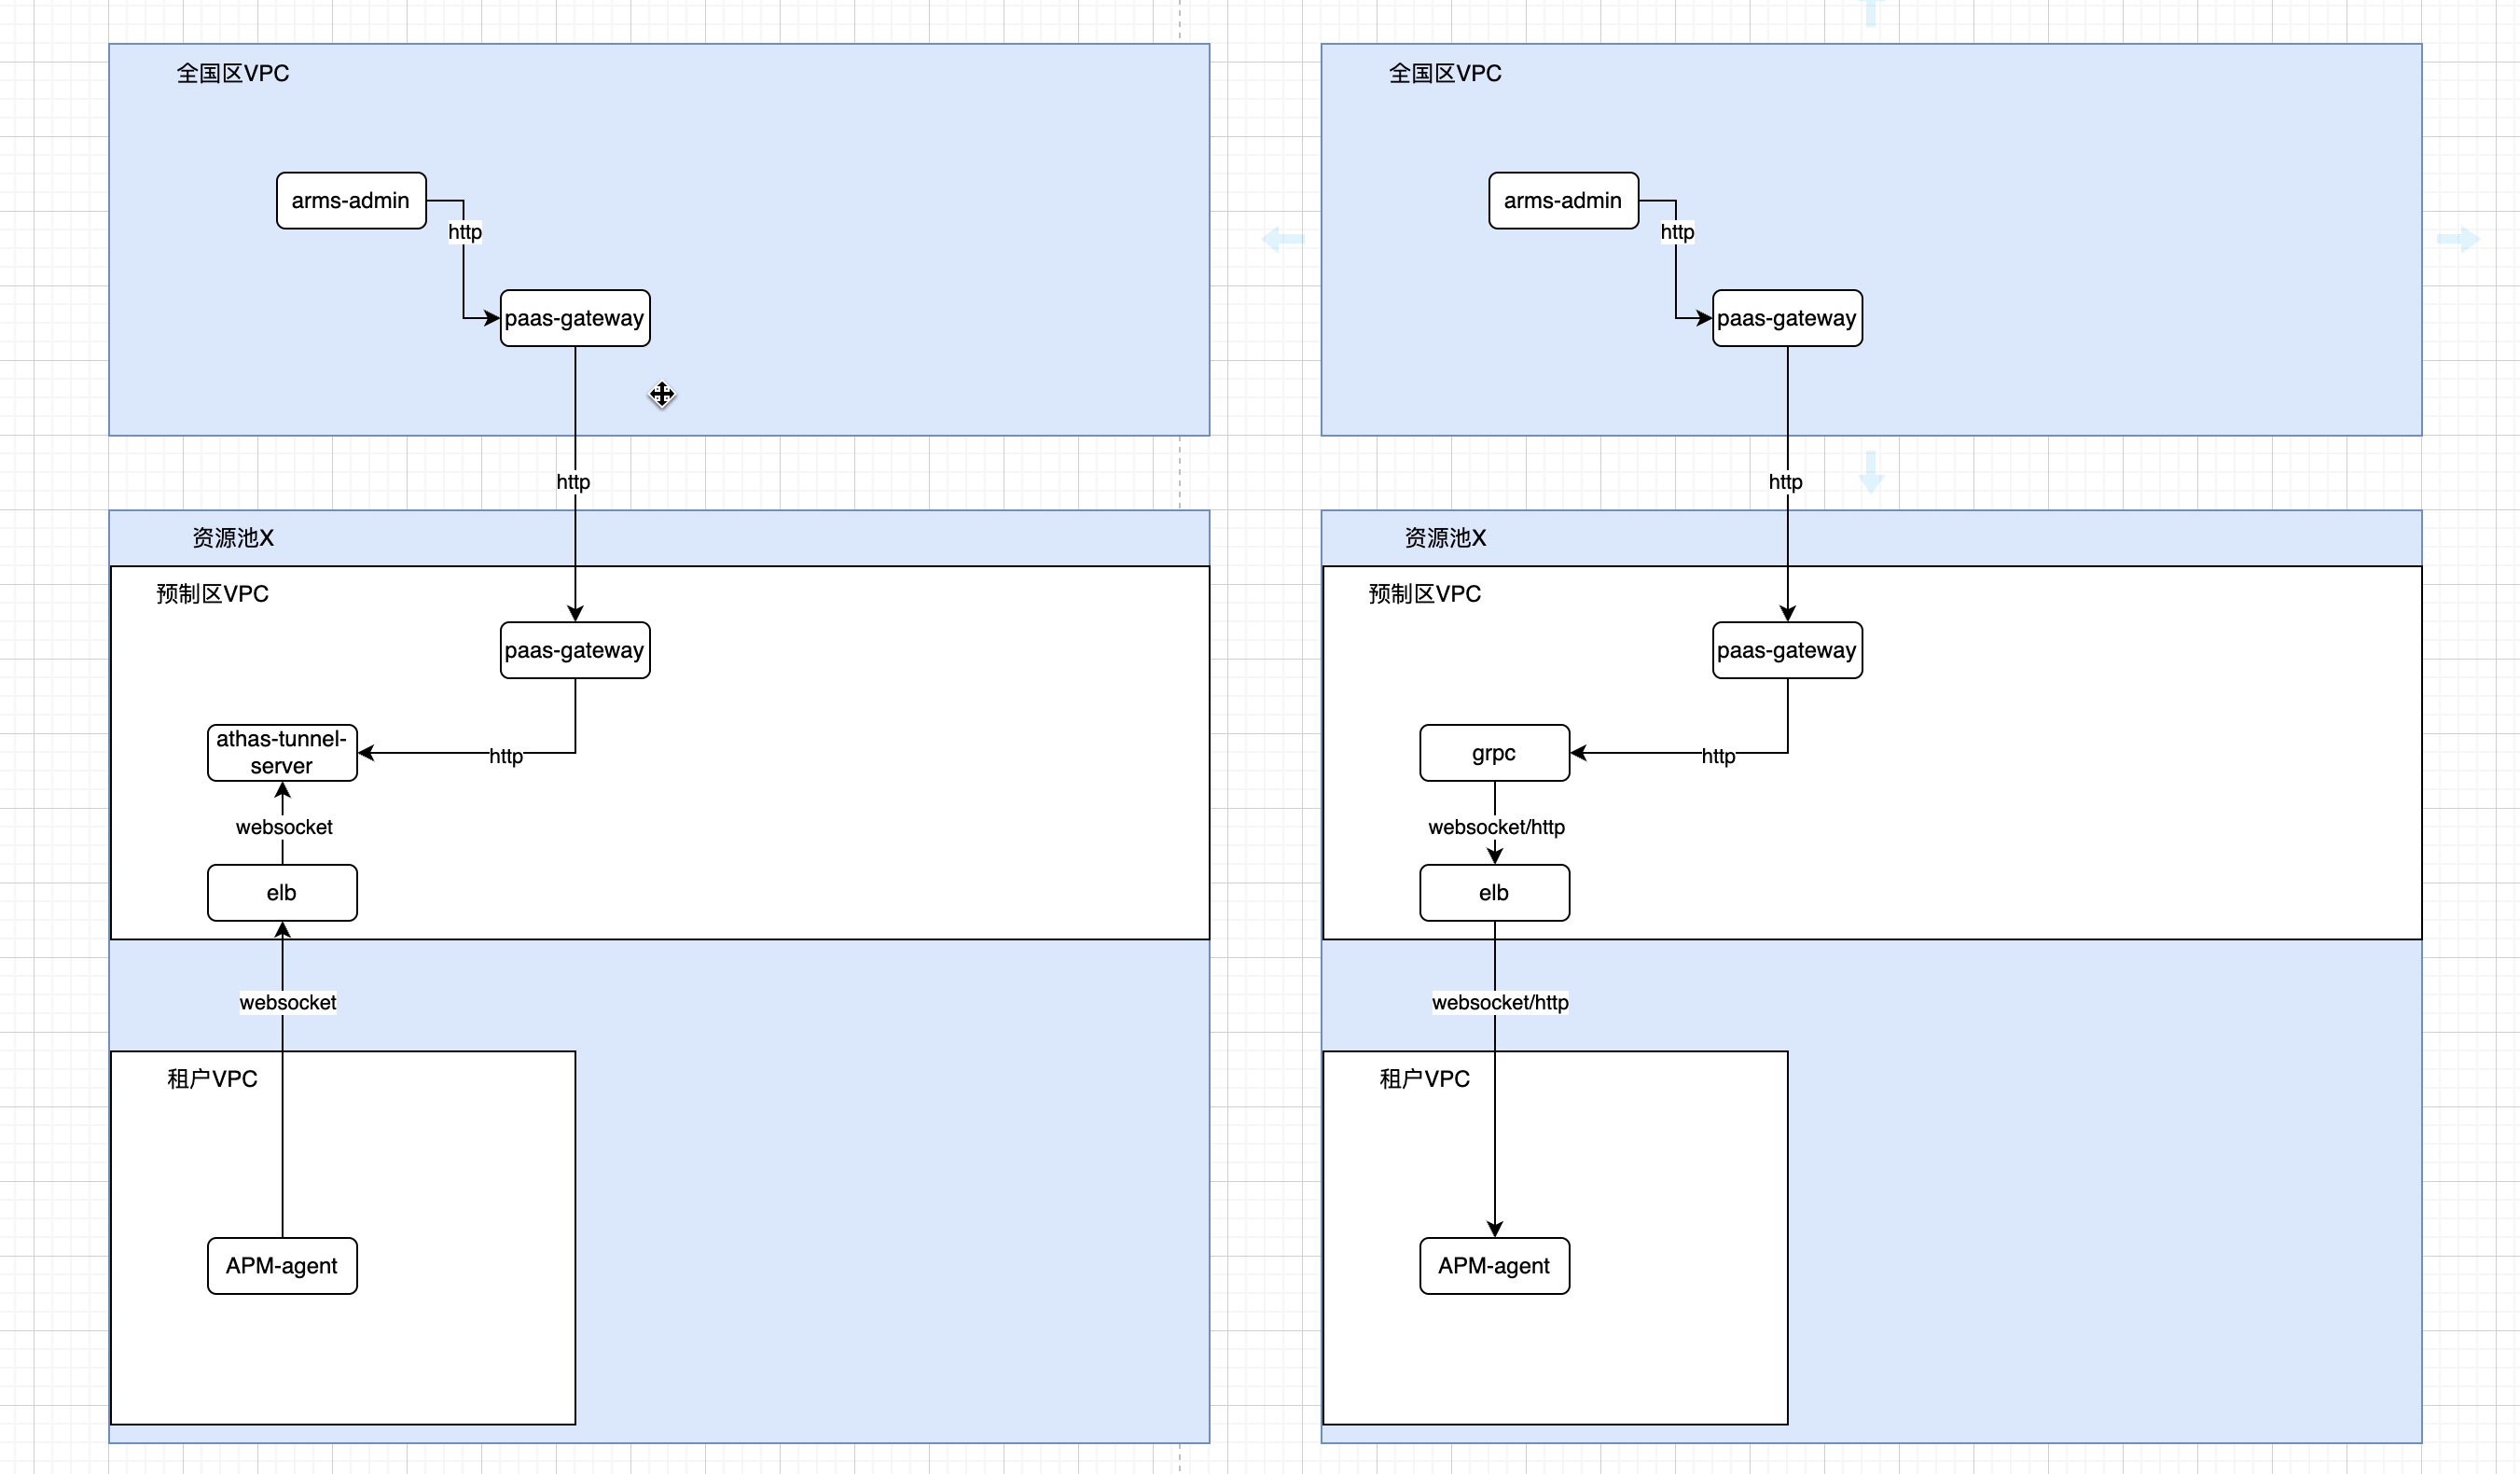 全国区VPC
arms-admin
http
paas-gateway
http
资源池X
预制区VPC
paas-gateway
athas-tunnel-
server
http
websocket
elb
websocket
租户VPC
APM-agent
全国区VPC
arms-admin
http
paas-gateway
http
资源池X
预制区VPC
paas-gateway
grpc
http
websocket/http
elb
websocket/http
租户VPC
APM-agent